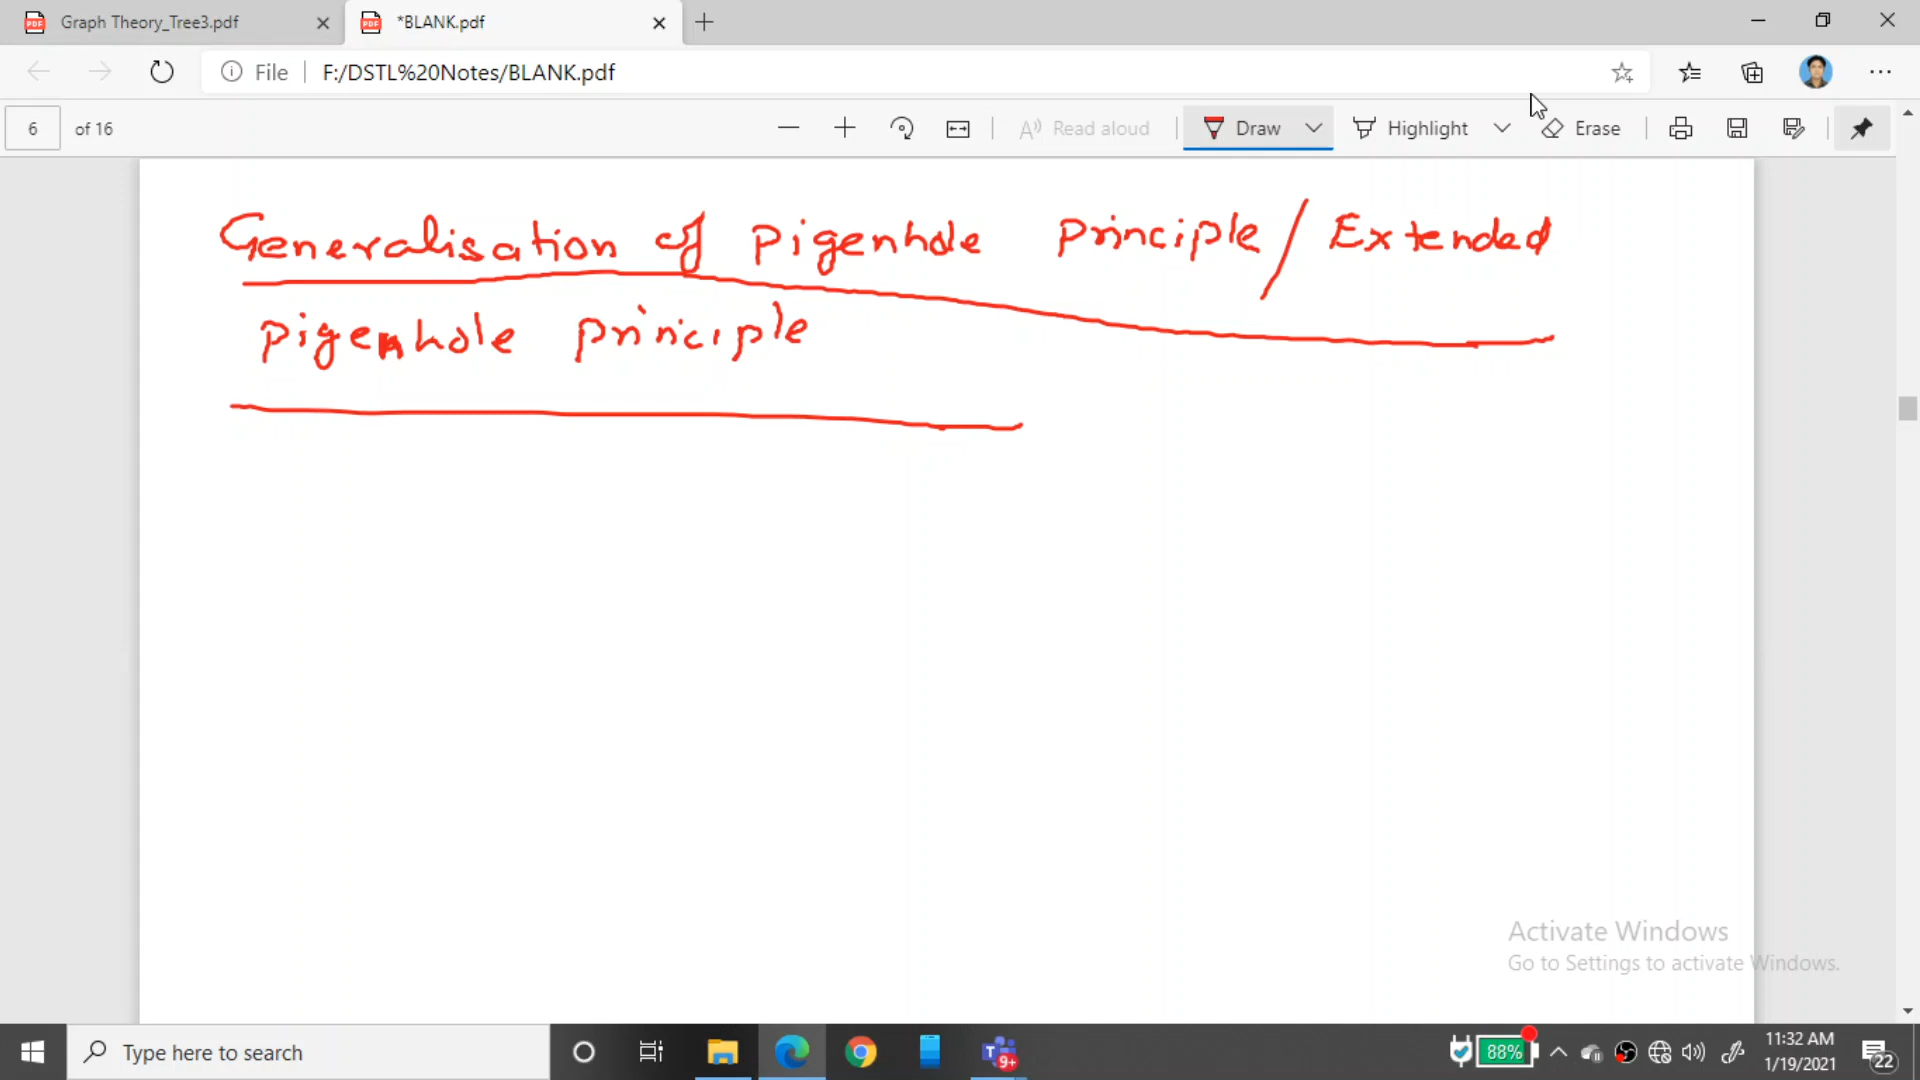 Graph Theory_Tree3.pdf
*BLANK.pdf
File
F:/DSTL%20Notes/BLANK.pdf
6 of 16
Read aloud
Draw
Highlight
Erase
Generalisation of pigenhole principle / Extended
pigenhole principle
Activate Windows
Go to Settings to activate Windows.
Type here to search
9+
88%
11:32 AM
1/19/2021
22